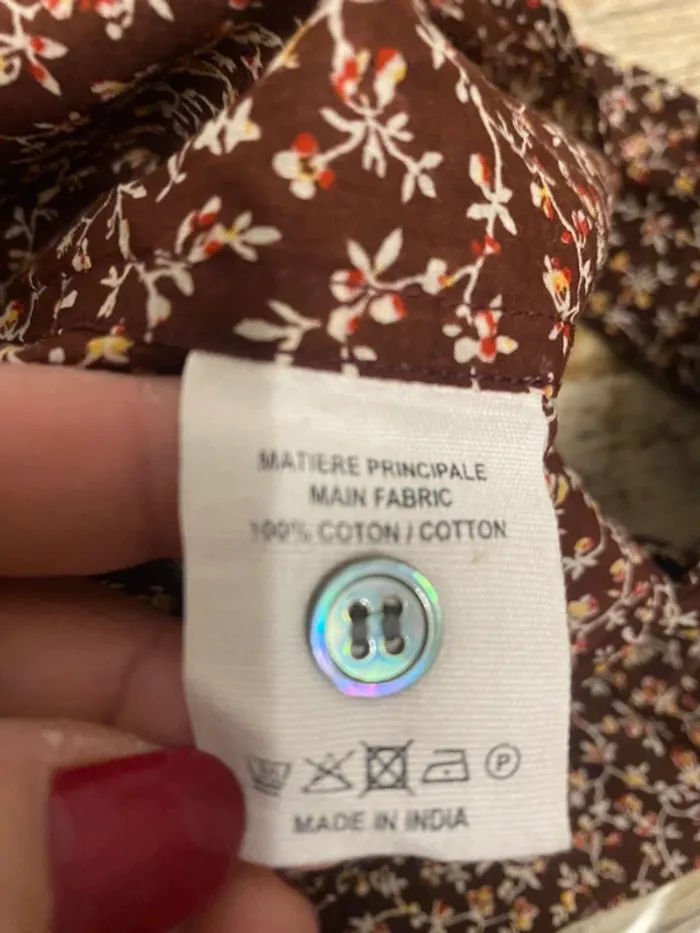 MATIERE PRINCIPALE
MAIN FABRIC
100% COTON / COTTON
P
MADE IN INDIA